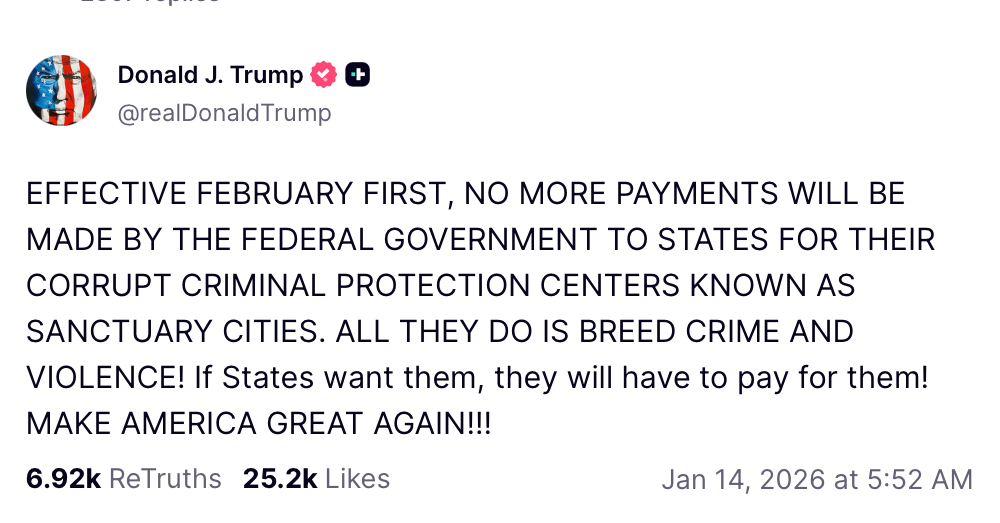 Donald J. Trump
@realDonaldTrump
EFFECTIVE FEBRUARY FIRST, NO MORE PAYMENTS WILL BE
MADE BY THE FEDERAL GOVERNMENT TO STATES FOR THEIR
CORRUPT CRIMINAL PROTECTION CENTERS KNOWN AS
SANCTUARY CITIES. ALL THEY DO IS BREED CRIME AND
VIOLENCE! If States want them, they will have to pay for them!
MAKE AMERICA GREAT AGAIN!!!
6.92k ReTruths 25.2k Likes Jan 14, 2026 at 5:52 AM